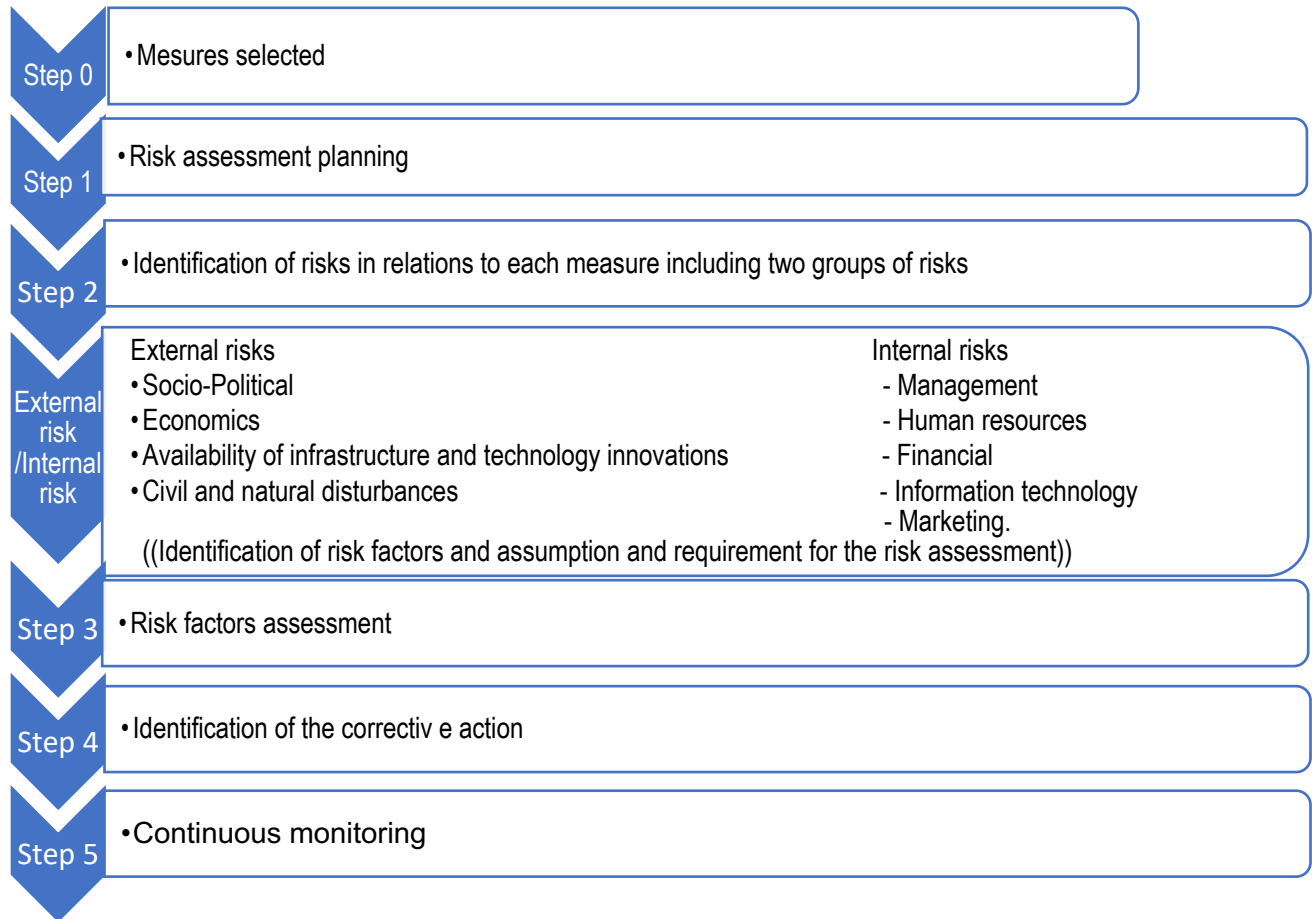 Step 0
•Mesures selected
Step 1
•Risk assessment planning
Step 2
•Identification of risks in relations to each measure including two groups of risks
External
risk
/Internal
risk
External risks
•Socio-Political
•Economics
•Availability of infrastructure and technology innovations
•Civil and natural disturbances
Internal risks
- Management
- Human resources
- Financial
- Information technology
- Marketing.
((Identification of risk factors and assumption and requirement for the risk assessment))
Step 3
•Risk factors assessment
Step 4
•Identification of the correctiv e action
Step 5
•Continuous monitoring